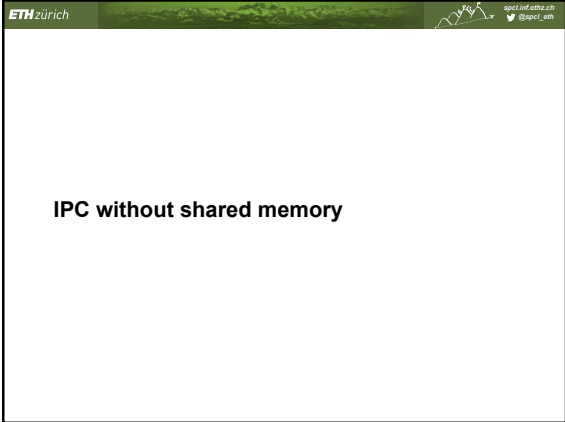 ETH zürich
spcl.inf.ethz.ch
@spcl_eth
IPC without shared memory